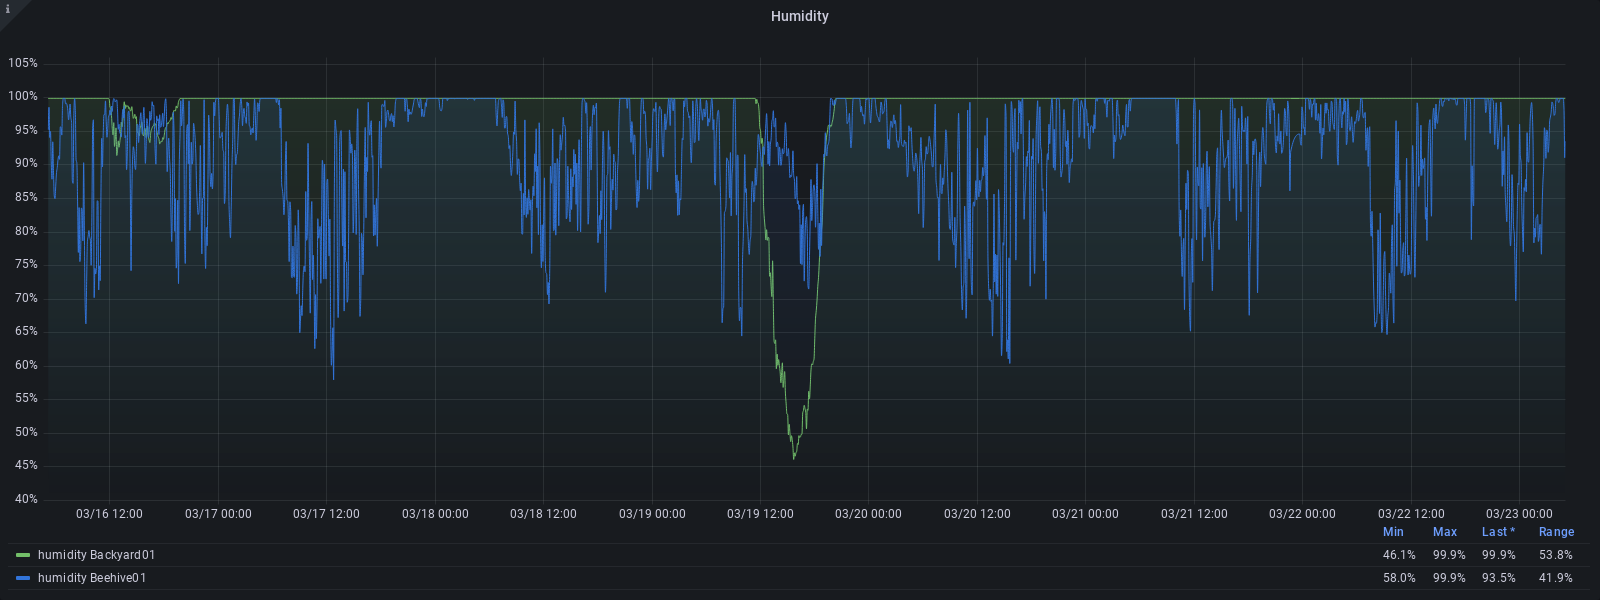 i
Humidity
105%
100%
95%
90%
85%
80%
75%
70%
65%
60%
55%
50%
45%
40%
03/16 12:00 03/17 00:00 03/17 12:00 03/18 00:00 03/18 12:00 03/19 00:00 03/19 12:00 03/20 00:00 03/20 12:00 03/21 00:00 03/21 12:00 03/22 00:00 03/22 12:00 03/23 00:00
Min Max Last * Range
humidity Backyard01 46.1% 99.9% 99.9% 53.8%
humidity Beehive01 58.0% 99.9% 93.5% 41.9%